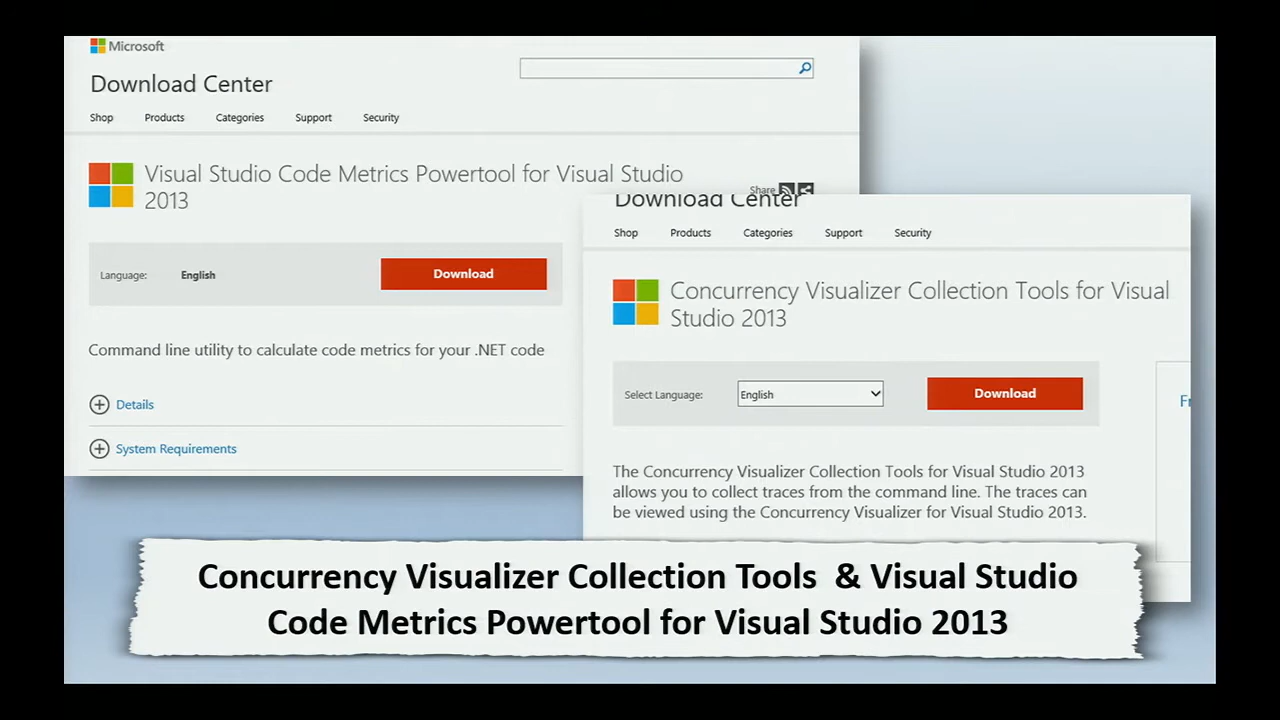 Microsoft
Download Center
Shop Products Categories Support Security
Visual Studio Code Metrics Powertool for Visual Studio
2013
Share
Language: English Download
Command line utility to calculate code metrics for your .NET code
Details
System Requirements
Download Center
Shop Products Categories Support Security
Concurrency Visualizer Collection Tools for Visual
Studio 2013
Select Language: English Download
The Concurrency Visualizer Collection Tools for Visual Studio 2013
allows you to collect traces from the command line. The traces can
be viewed using the Concurrency Visualizer for Visual Studio 2013.
Concurrency Visualizer Collection Tools & Visual Studio
Code Metrics Powertool for Visual Studio 2013